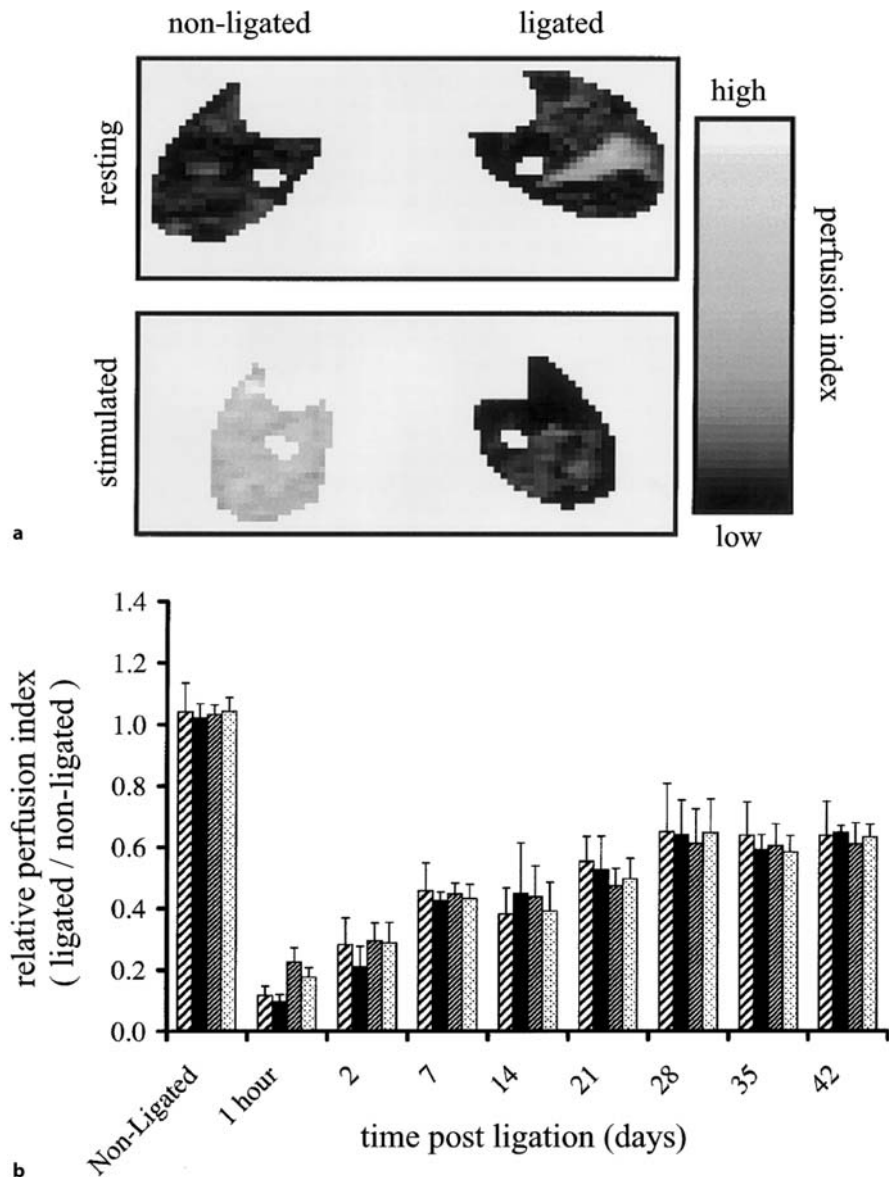 non-ligated
ligated
resting
stimulated
high
perfusion index
low
a
relative perfusion index
( ligated / non-ligated )
1.4
1.2
1.0
0.8
0.6
0.4
0.2
0.0
Non-Ligated
1 hour
2
7
14
21
28
35
42
time post ligation (days)
b